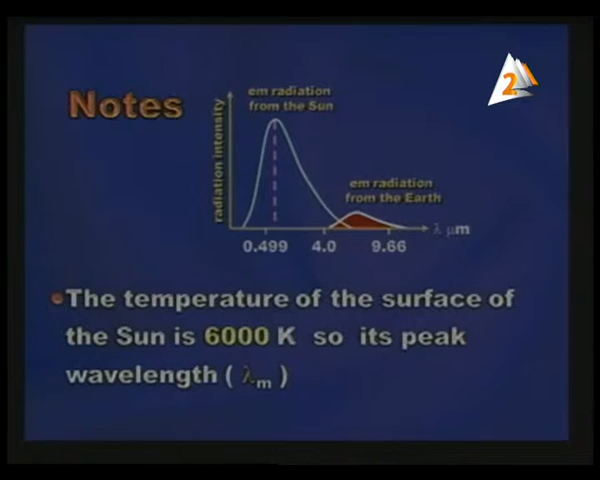 2
Notes
em radiation
from the Sun
radiation intensity
em radiation
from the Earth
λ μm
0.499 4.0 9.66
The temperature of the surface of
the Sun is 6000 K so its peak
wavelength ( λm )